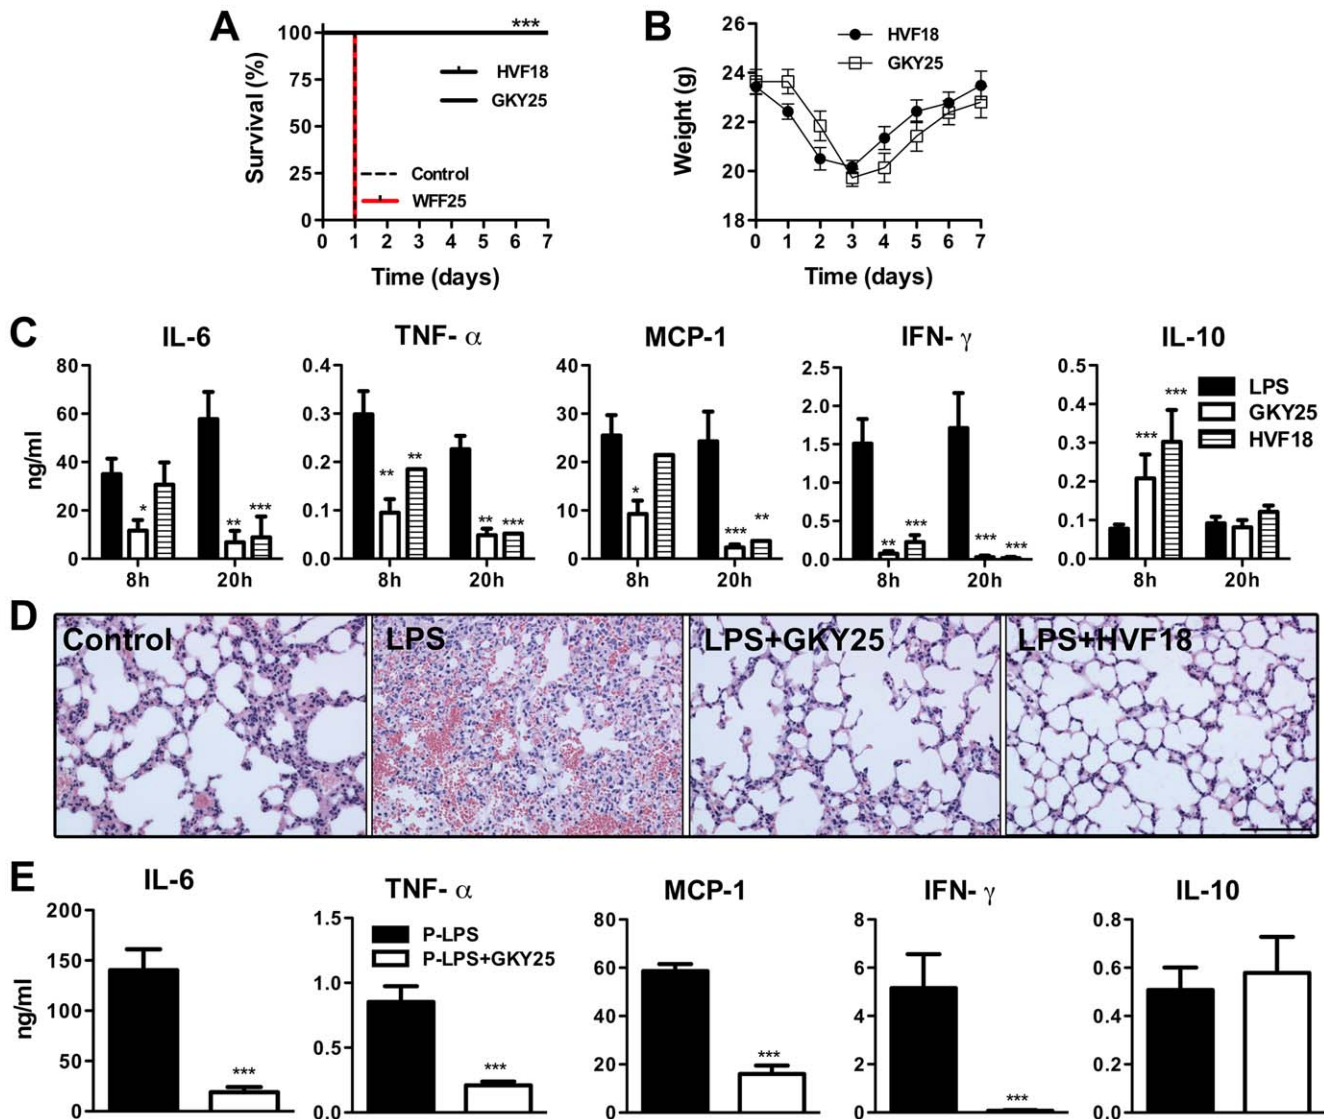 A
Survival (%)
100
75
50
25
0
***
HVF18
GKY25
Control
WFF25
0 1 2 3 4 5 6 7
Time (days)
B
Weight (g)
26
24
22
20
18
HVF18
GKY25
0 1 2 3 4 5 6 7
Time (days)
C
ng/ml
IL-6
80
60
40
20
0
* ** ***
8h 20h
TNF- α
0.4
0.3
0.2
0.1
0.0
** ** ** ***
8h 20h
MCP-1
40
30
20
10
0
* *** **
8h 20h
IFN- γ
2.5
2.0
1.5
1.0
0.5
0.0
** *** *** ***
8h 20h
IL-10
0.5
0.4
0.3
0.2
0.1
0.0
*** ***
8h 20h
LPS
GKY25
HVF18
D
Control
LPS
LPS+GKY25
LPS+HVF18
E
ng/ml
IL-6
200
150
100
50
0
***
TNF- α
1.5
1.0
0.5
0.0
P-LPS
P-LPS+GKY25
***
MCP-1
80
60
40
20
0
***
IFN- γ
8
6
4
2
0
***
IL-10
0.8
0.6
0.4
0.2
0.0